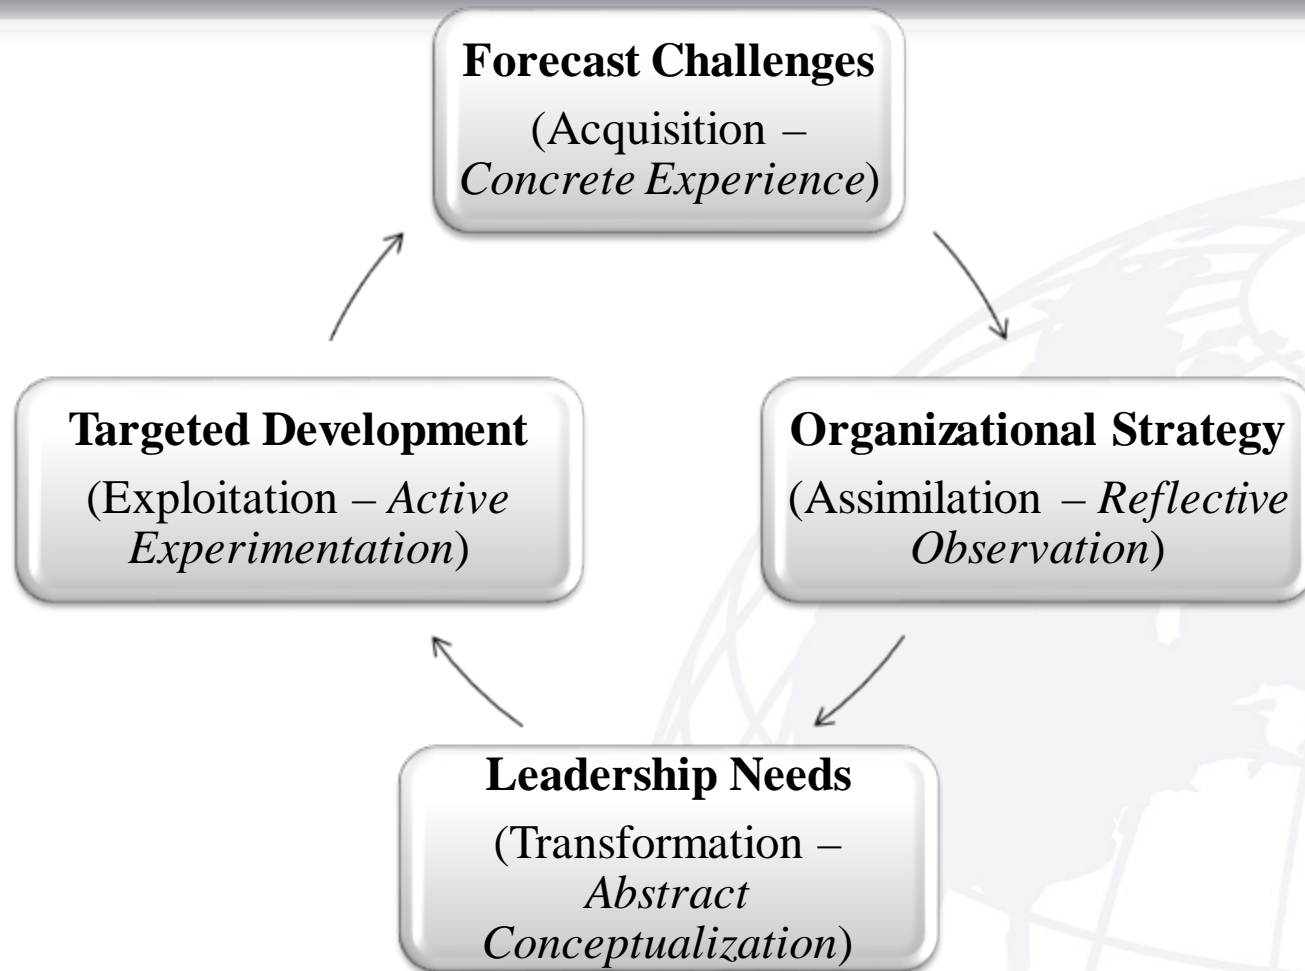 Forecast Challenges
(Acquisition –
Concrete Experience)
Targeted Development
(Exploitation – Active
Experimentation)
Organizational Strategy
(Assimilation – Reflective
Observation)
Leadership Needs
(Transformation –
Abstract
Conceptualization)